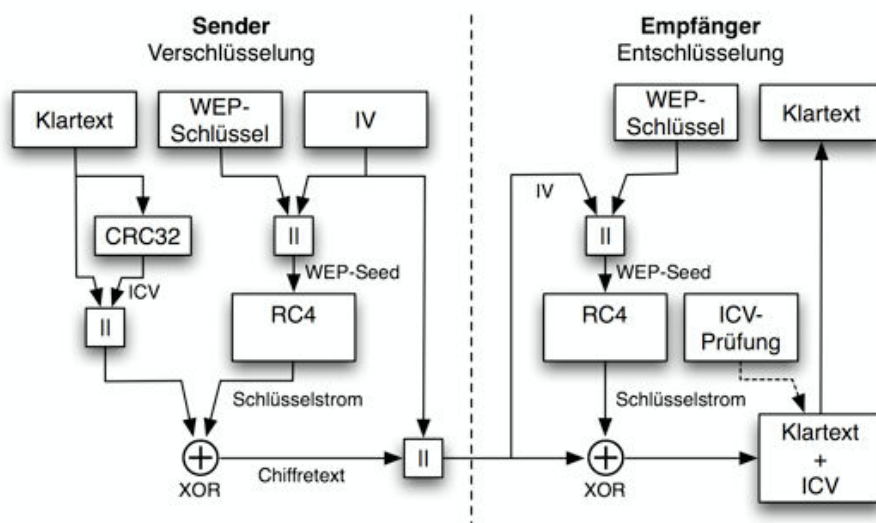 Sender
Verschlüsselung
Empfänger
Entschlüsselung
Klartext
WEP-
Schlüssel
IV
WEP-
Schlüssel
Klartext
IV
CRC32
II
II
ICV
WEP-Seed
WEP-Seed
II
RC4
RC4
ICV-
Prüfung
Schlüsselstrom
Schlüsselstrom
Klartext
+
ICV
Chiffretext
II
XOR
XOR